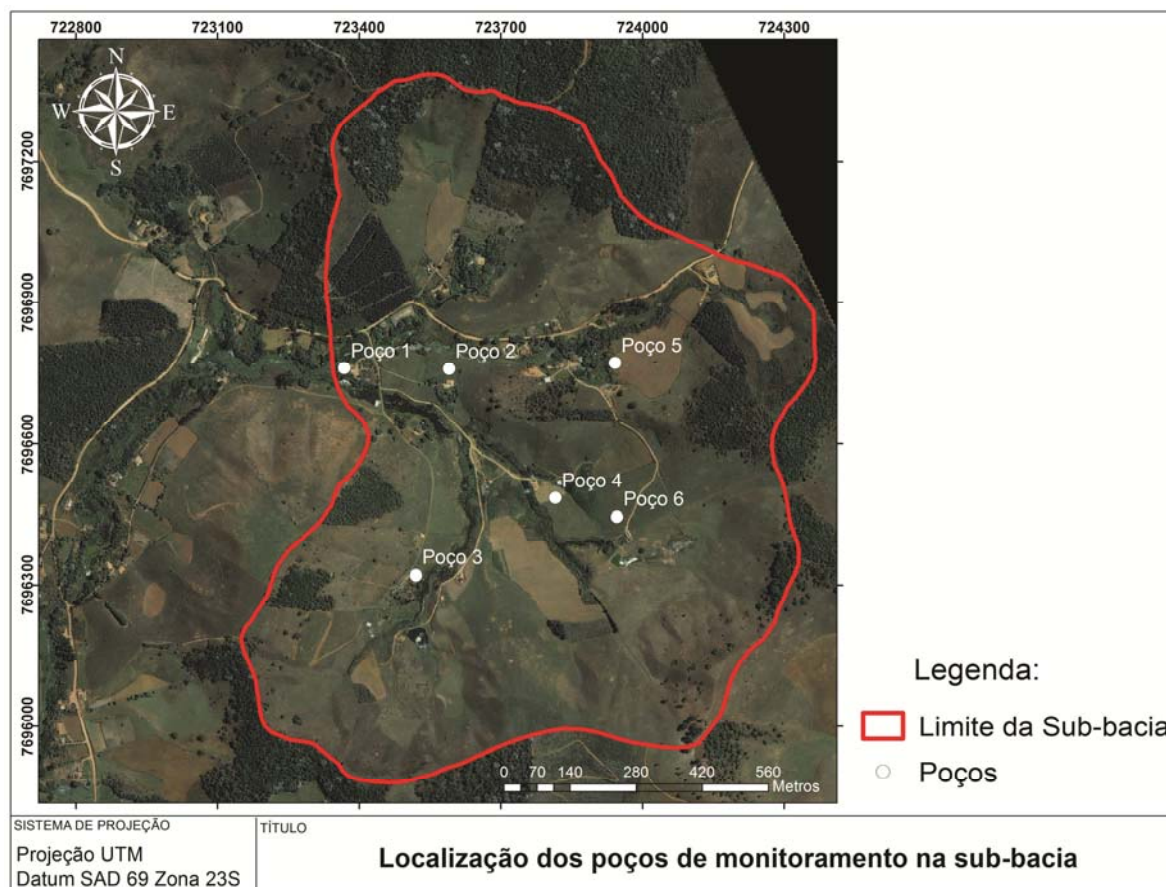 722800 723100 723400 723700 724000 724300
N
W E
S
7697200
7696900
7696600
7696300
7696000
Poço 1
Poço 2
Poço 5
Poço 4
Poço 6
Poço 3
0 70 140 280 420 560
Metros
Legenda:
Limite da Sub-bacia
Poços
SISTEMA DE PROJEÇÃO
Projeção UTM
Datum SAD 69 Zona 23S
TÍTULO
Localização dos poços de monitoramento na sub-bacia